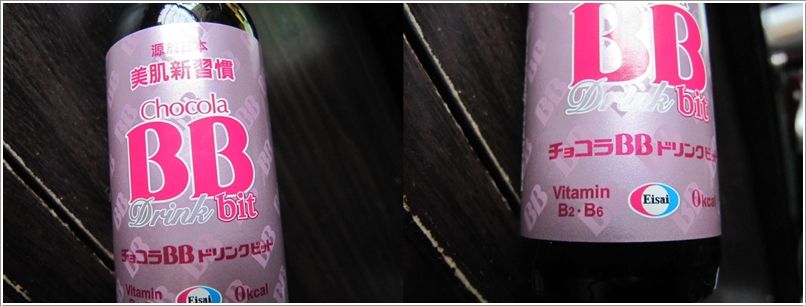 源於日本
美肌新習慣
Chocola
BB
Drink bit
チョコラBBドリンクビット
Vitamin
Eisai
0kcal
BB
Drink bit
チョコラBBドリンクビット
Vitamin
B2・B6
Eisai
0kcal